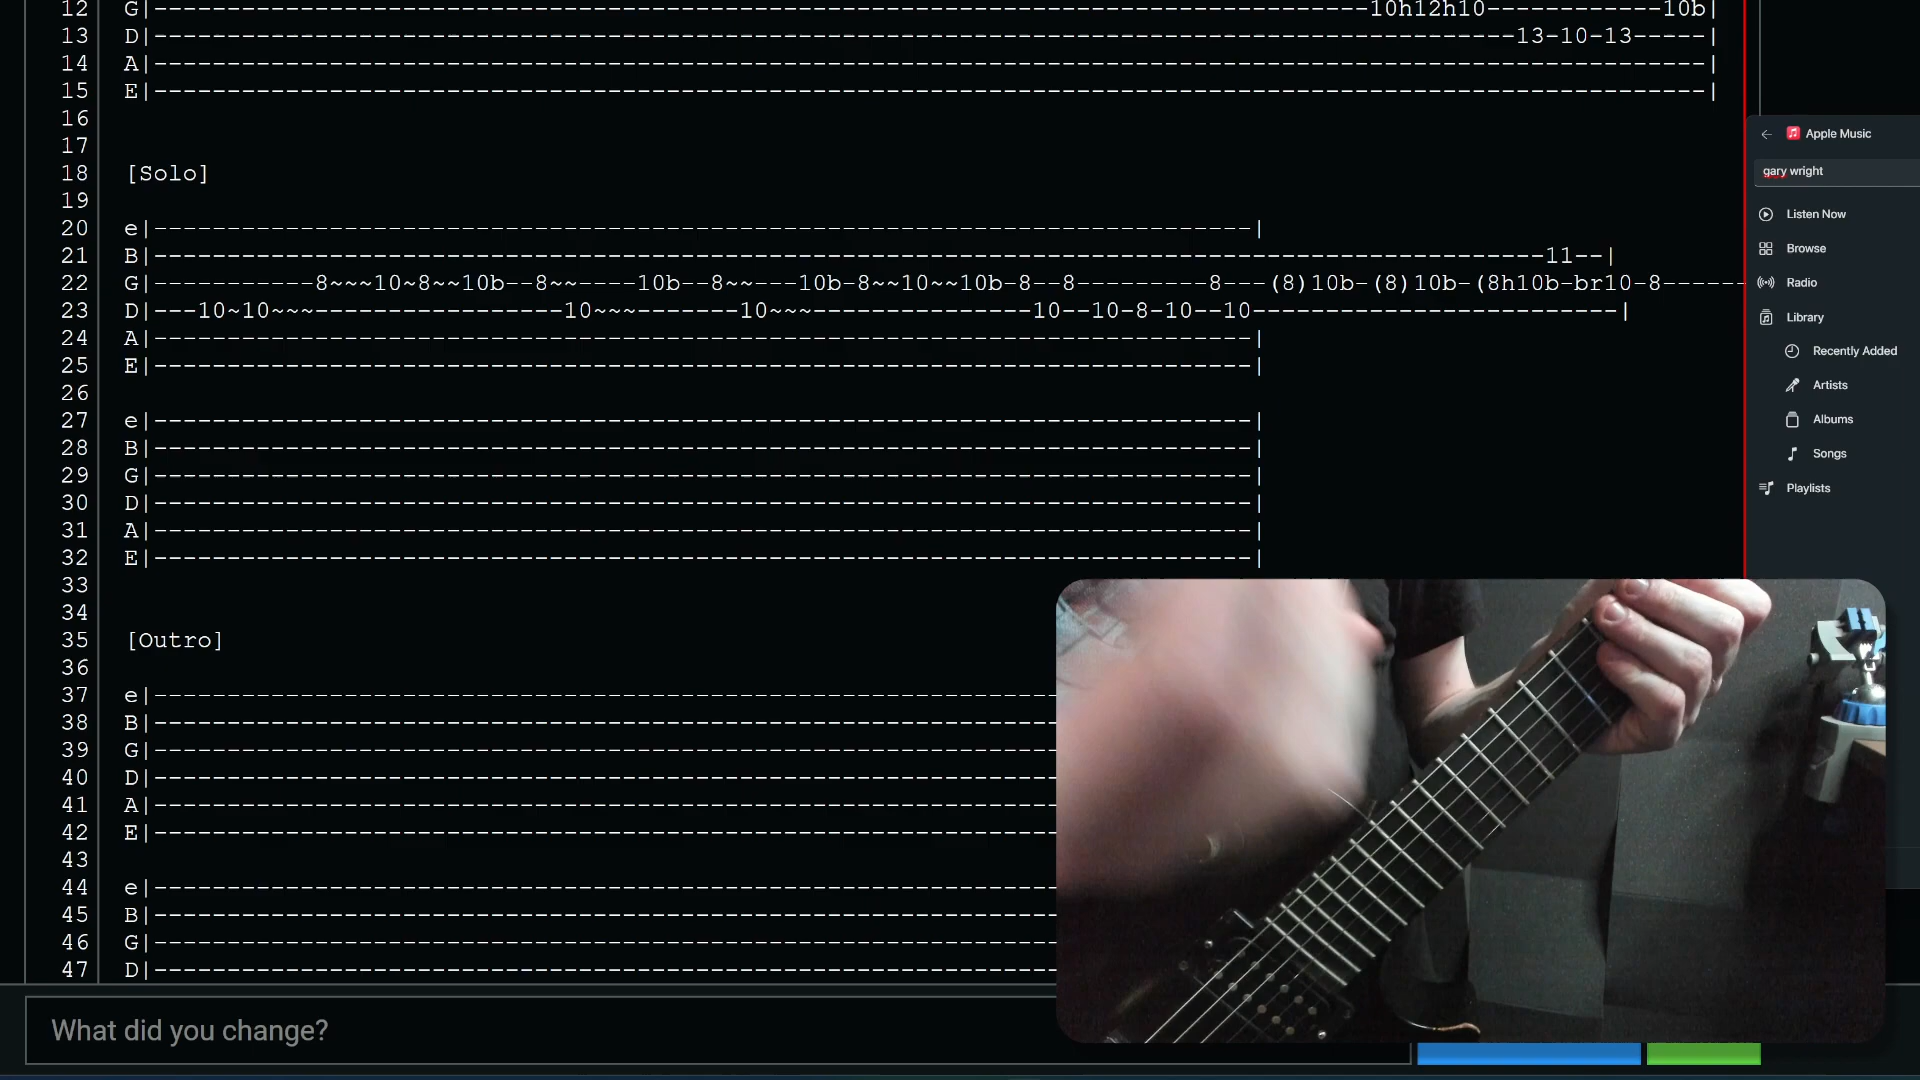 12 G|-----------------------------------------------------------------------------------10h12h10------------10b|
13 D|---------------------------------------------------------------------------------------------13-10-13-----|
14 A|----------------------------------------------------------------------------------------------------------|
15 E|----------------------------------------------------------------------------------------------------------|
16
17
18 [Solo]
19
20 e|---------------------------------------------------------------------------|
21 B|-----------------------------------------------------------------------------------------------11--|
22 G|-----------8~~~10~8~~10b--8~~----10b--8~~---10b-8~~10~~10b-8--8---------8---(8)10b-(8)10b-(8h10b-br10-8------
23 D|---10~10~~~-----------------10~~~-------10~~~---------------10--10-8-10--10-------------------------|
24 A|---------------------------------------------------------------------------|
25 E|---------------------------------------------------------------------------|
26
27 e|---------------------------------------------------------------------------|
28 B|---------------------------------------------------------------------------|
29 G|---------------------------------------------------------------------------|
30 D|---------------------------------------------------------------------------|
31 A|---------------------------------------------------------------------------|
32 E|---------------------------------------------------------------------------|
33
34
35 [Outro]
36
37 e|--------------------------------------------------------------
38 B|--------------------------------------------------------------
39 G|--------------------------------------------------------------
40 D|--------------------------------------------------------------
41 A|--------------------------------------------------------------
42 E|--------------------------------------------------------------
43
44 e|--------------------------------------------------------------
45 B|--------------------------------------------------------------
46 G|--------------------------------------------------------------
47 D|--------------------------------------------------------------
What did you change?
Apple Music
gary wright
Listen Now
Browse
Radio
Library
Recently Added
Artists
Albums
Songs
Playlists